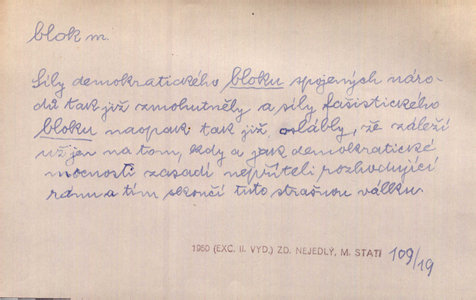 blok m.
Síly demokratického bloku spojených náro-
dů tak již zmohutněly a síly fašistického
bloku naopak tak již oslábly, že záleží
už jen na tom, kdy a jak demokratické
mocnosti zasadí nepříteli rozhodující
ránu a tím skončí tuto strašnou válku.
1950 (EXC. II. VYD.) ZD. NEJEDLÝ, M. STATI 109/19